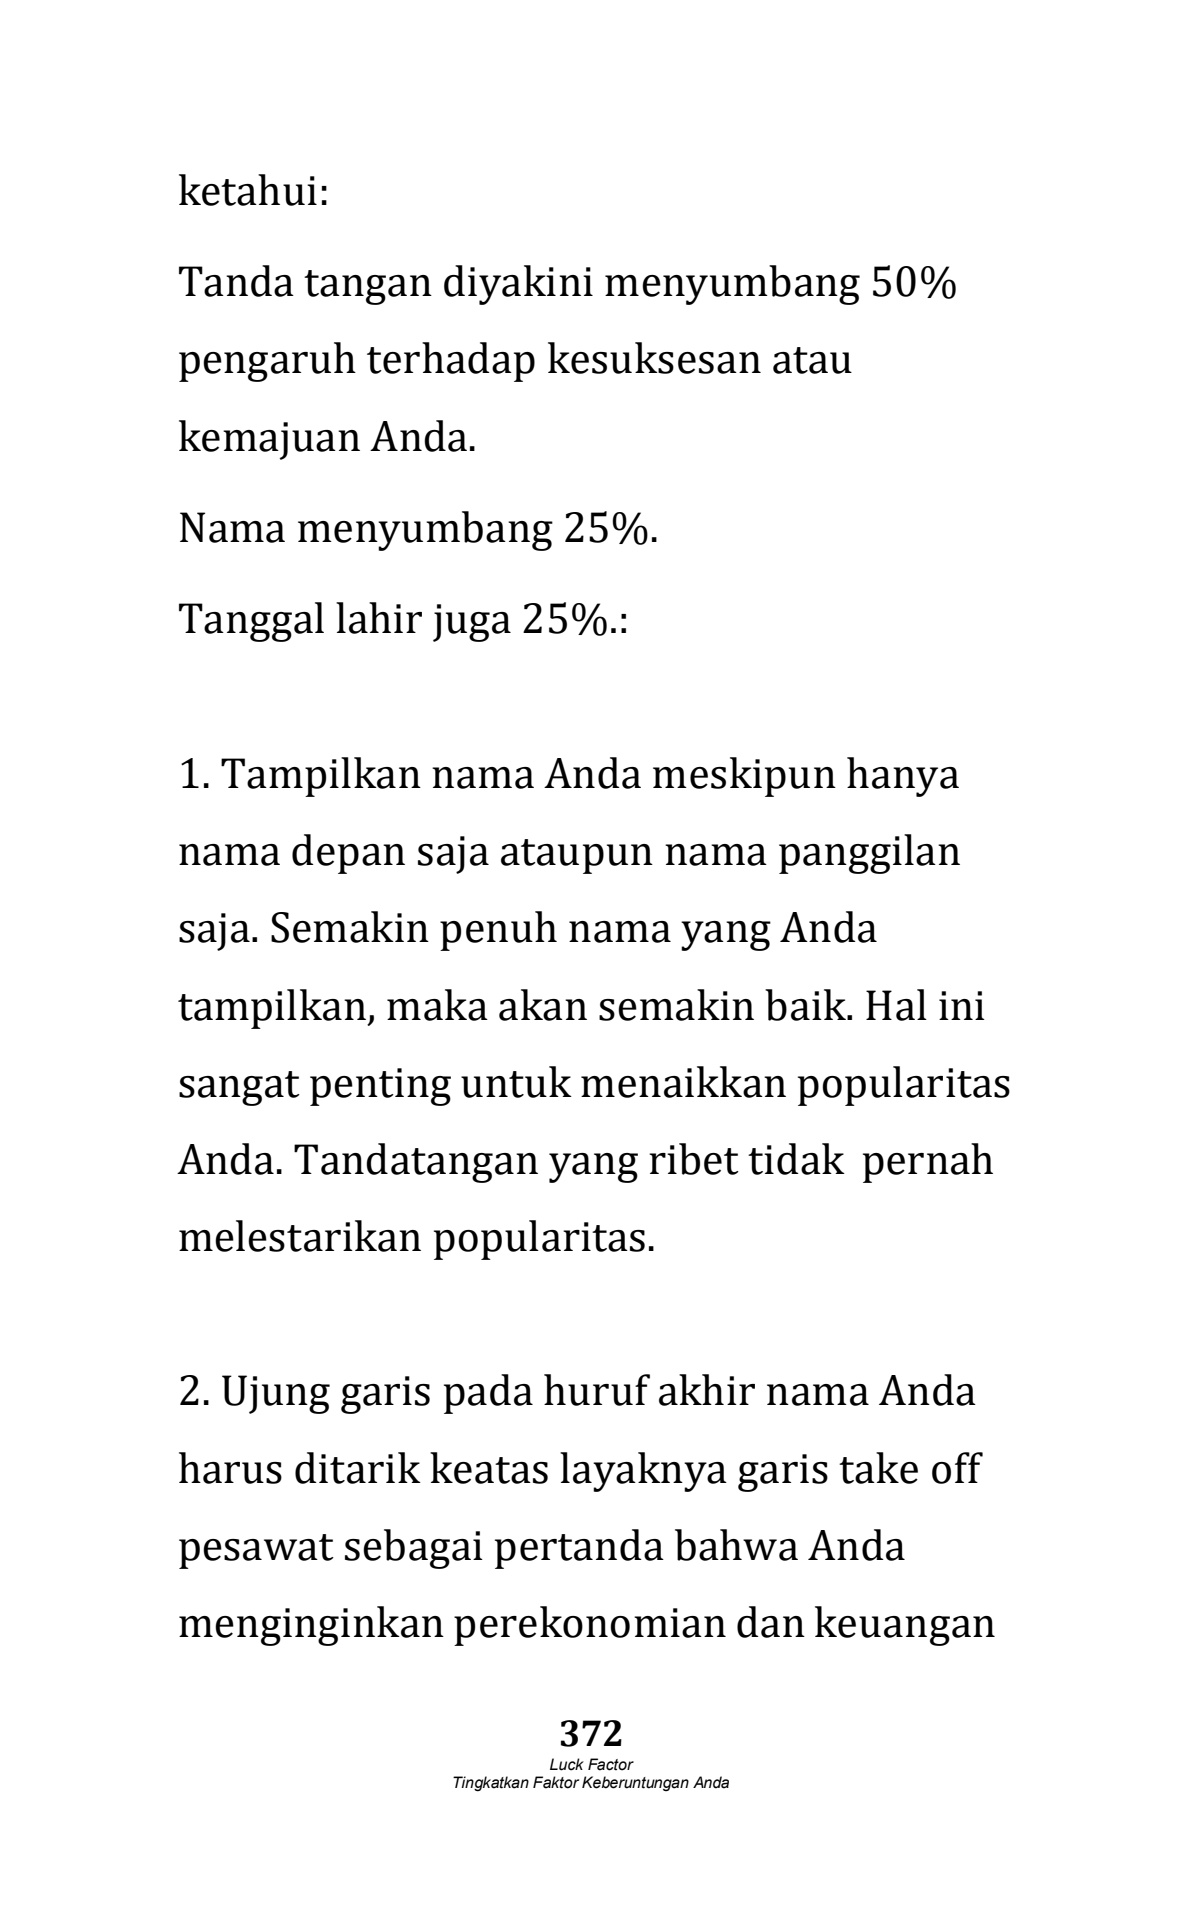 ketahui:
Tanda tangan diyakini menyumbang 50%
pengaruh terhadap kesuksesan atau
kemajuan Anda.
Nama menyumbang 25%.
Tanggal lahir juga 25%.:
1. Tampilkan nama Anda meskipun hanya
nama depan saja ataupun nama panggilan
saja. Semakin penuh nama yang Anda
tampilkan, maka akan semakin baik. Hal ini
sangat penting untuk menaikkan popularitas
Anda. Tandatangan yang ribet tidak  pernah
melestarikan popularitas.
2. Ujung garis pada huruf akhir nama Anda
harus ditarik keatas layaknya garis take off
pesawat sebagai pertanda bahwa Anda
menginginkan perekonomian dan keuangan
372
Luck Factor
Tingkatkan Faktor Keberuntungan Anda